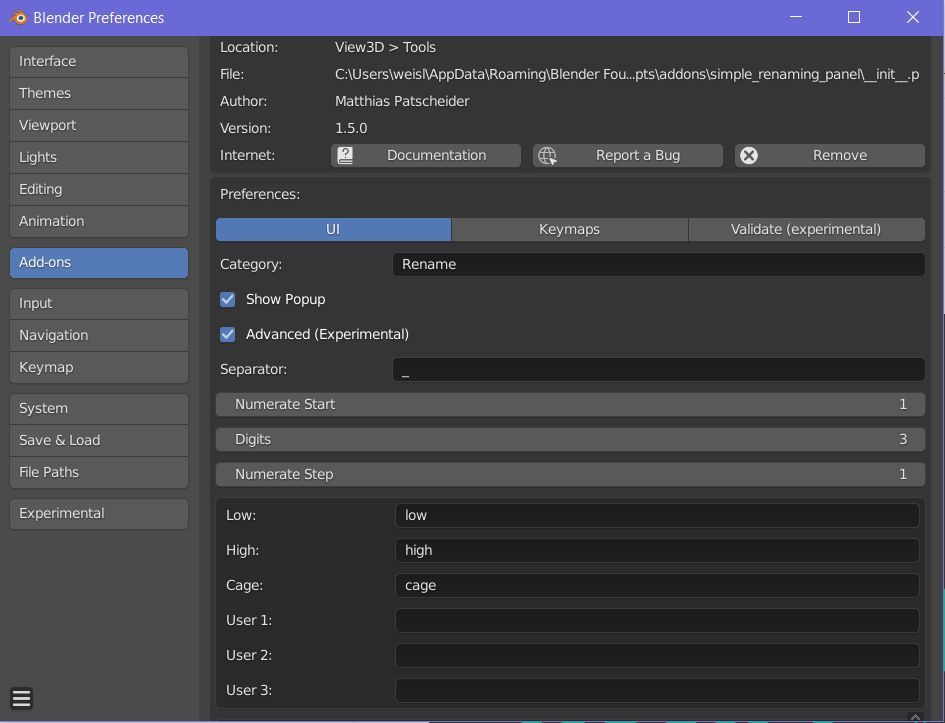 Blender Preferences
Interface
Themes
Viewport
Lights
Editing
Animation
Add-ons
Input
Navigation
Keymap
System
Save & Load
File Paths
Experimental
Location: View3D > Tools
File: C:\Users\weisl\AppData\Roaming\Blender Fou...pts\addons\simple_renaming_panel\__init__.p
Author: Matthias Patscheider
Version: 1.5.0
Internet: Documentation Report a Bug Remove
Preferences:
UI Keymaps Validate (experimental)
Category: Rename
Show Popup
Advanced (Experimental)
Separator: _
Numerate Start 1
Digits 3
Numerate Step 1
Low: low
High: high
Cage: cage
User 1:
User 2:
User 3: